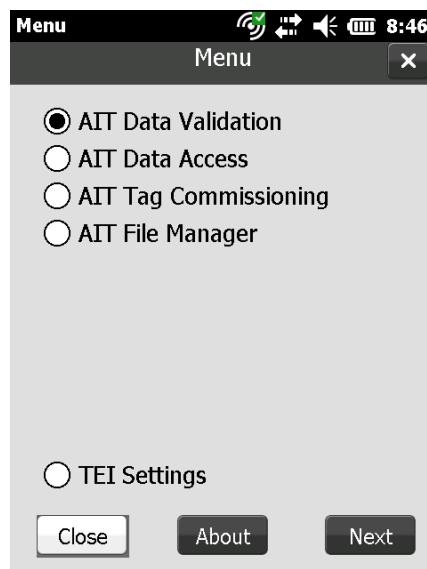 Menu 8:46
Menu
AIT Data Validation
AIT Data Access
AIT Tag Commissioning
AIT File Manager
TEI Settings
Close About Next